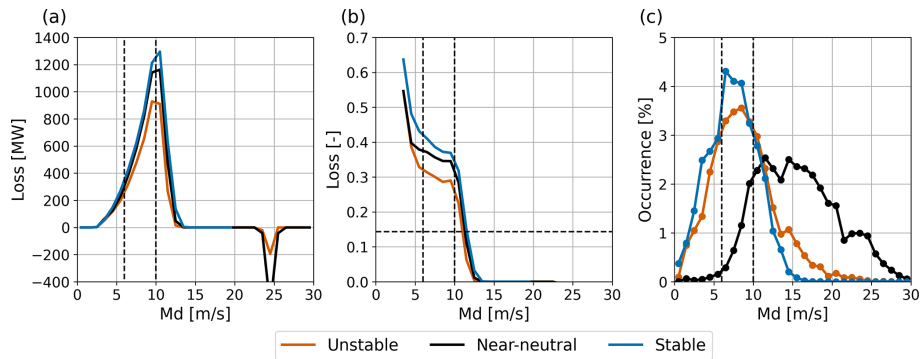 (a) (b) (c)
1400 0.7 5
1200 0.6
1000 0.5 4
800 0.4 3
600 0.3
400 0.2 2
200 0.1 1
0
−200
−400 0.0 0
Loss [MW] Loss [-] Occurrence [%]
0 5 10 15 20 25 30 0 5 10 15 20 25 30 0 5 10 15 20 25 30
Md [m/s] Md [m/s] Md [m/s]
Unstable Near-neutral Stable